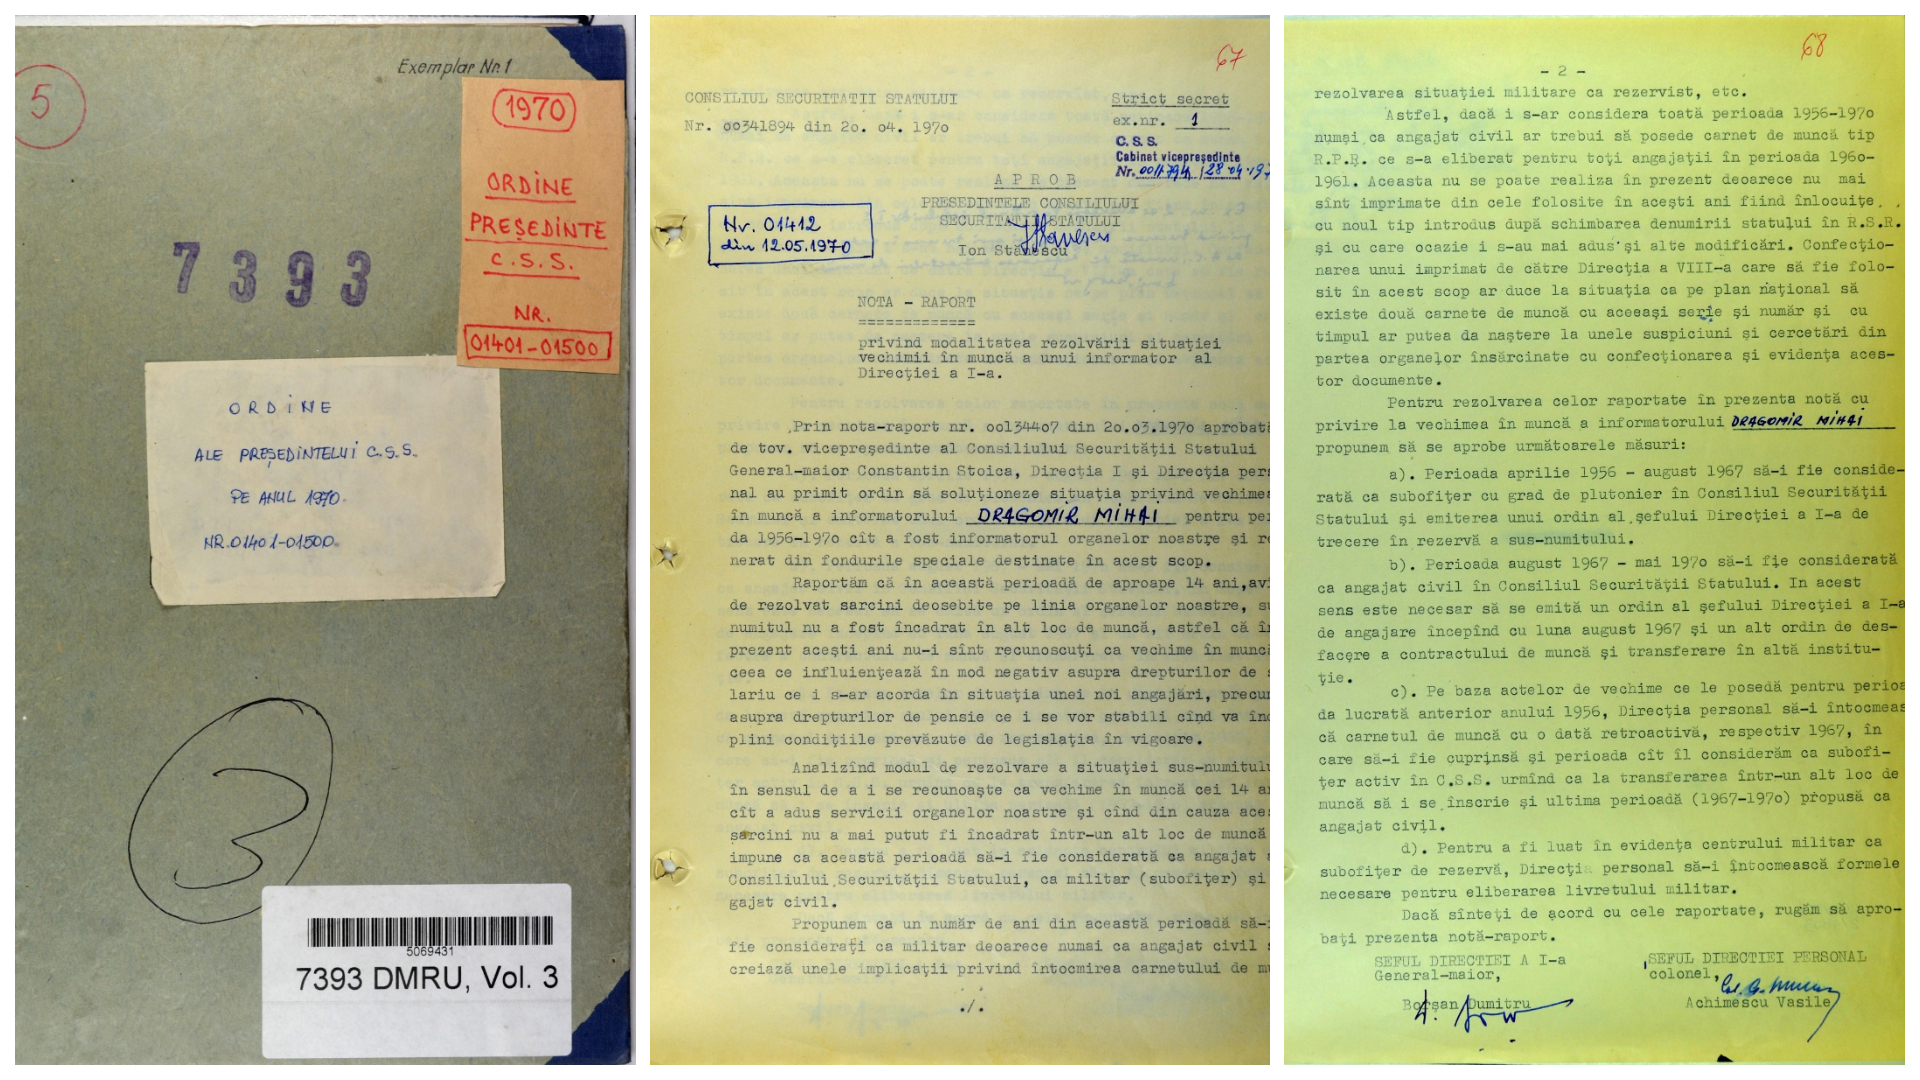 Exemplar Nr. 1
5
1970
ORDINE
PREȘEDINTE
C.S.S.
NR.
01401-01500
7393
ORDINE
ALE PREȘEDINTELUI C.S.S.
PE ANUL 1970.
NR.01401-01500.
3
5069431
7393 DMRU, Vol. 3
67
CONSILIUL SECURITATII STATULUI
Nr. oo341894 din 2o. o4. 197o
Strict secret
ex.nr. 1
C.S.S.
Cabinet vicepreședinte
Nr. 28.04.197
A P R O B
PRESEDINTELE CONSILIULUI
SECURITATII STATULUI
Ion Stănescu
Nr. 01412
din 12.05.1970
NOTA - RAPORT
=============
privind modalitatea rezolvării situației
vechimii în muncă a unui informator al
Direcției a I-a.
Prin nota-raport nr. oo1344o7 din 2o.o3.197o aprobată
de tov. vicepreședinte al Consiliului Securității Statului
General-maior Constantin Stoica, Direcția I și Direcția pers
nal au primit ordin să soluționeze situația privind vechimea
în muncă a informatorului DRAGOMIR MIHAI pentru pe
da 1956-197o cît a fost informatorul organelor noastre și re
nerat din fondurile speciale destinate în acest scop.
Raportăm că în această perioadă de aproape 14 ani,avî
de rezolvat sarcini deosebite pe linia organelor noastre, su
numitul nu a fost încadrat în alt loc de muncă, astfel că în
prezent acești ani nu-i sînt recunoscuți ca vechime în muncă
ceea ce influiențează în mod negativ asupra drepturilor de s
lariu ce i s-ar acorda în situația unei noi angajări, precum
asupra drepturilor de pensie ce i se vor stabili cînd va înd
plini condițiile prevăzute de legislația în vigoare.
Analizînd modul de rezolvare a situației sus-numitulu
în sensul de a i se recunoaște ca vechime în muncă cei 14 an
cît a adus servicii organelor noastre și cînd din cauza aces
sarcini nu a mai putut fi încadrat într-un alt loc de muncă
impune ca această perioadă să-i fie considerată ca angajat a
Consiliului Securității Statului, ca militar (subofițer) și
gajat civil.
Propunem ca un număr de ani din această perioadă să-i
fie considerați ca militar deoarece numai ca angajat civil s
creiază unele implicații privind întocmirea carnetului de mu
./.
68
- 2 -
rezolvarea situației militare ca rezervist, etc.
Astfel, dacă i s-ar considera toată perioada 1956-197o
numai ca angajat civil ar trebui să posede carnet de muncă tip
R.P.R. ce s-a eliberat pentru toți angajații în perioada 196o-
1961. Aceasta nu se poate realiza în prezent deoarece nu mai
sînt imprimate din cele folosite în acești ani fiind înlocuite
cu noul tip introdus după schimbarea denumirii statului în R.S.R.
și cu care ocazie i s-au mai adus și alte modificări. Confecțio-
narea unui imprimat de către Direcția a VIII-a care să fie folo-
sit în acest scop ar duce la situația ca pe plan național să
existe două carnete de muncă cu aceeași serie și număr și cu
timpul ar putea da naștere la unele suspiciuni și cercetări din
partea organelor însărcinate cu confecționarea și evidența aces-
tor documente.
Pentru rezolvarea celor raportate în prezenta notă cu
privire la vechimea în muncă a informatorului DRAGOMIR MIHAI
propunem să se aprobe următoarele măsuri:
a). Perioada aprilie 1956 - august 1967 să-i fie conside-
rată ca subofițer cu grad de plutonier în Consiliul Securității
Statului și emiterea unui ordin al șefului Direcției a I-a de
trecere în rezervă a sus-numitului.
b). Perioada august 1967 - mai 197o să-i fie considerată
ca angajat civil în Consiliul Securității Statului. In acest
sens este necesar să se emită un ordin al șefului Direcției a I-a
de angajare începînd cu luna august 1967 și un alt ordin de des-
facere a contractului de muncă și transferare în altă institu-
ție.
c). Pe baza actelor de vechime ce le posedă pentru perioa
da lucrată anterior anului 1956, Direcția personal să-i întocmeas
că carnetul de muncă cu o dată retroactivă, respectiv 1967, în
care să-i fie cuprinsă și perioada cît îl considerăm ca subofi-
țer activ în C.S.S. urmînd ca la transferarea într-un alt loc de
muncă să i se înscrie și ultima perioadă (1967-197o) propusă ca
angajat civil.
d). Pentru a fi luat în evidența centrului militar ca
subofițer de rezervă, Direcția personal să-i întocmească formele
necesare pentru eliberarea livretului militar.
Dacă sînteți de acord cu cele raportate, rugăm să apro-
bați prezenta notă-raport.
SEFUL DIRECTIEI A I-a
General-maior,
Borșan Dumitru
SEFUL DIRECTIEI PERSONAL
colonel,
Achimescu Vasile